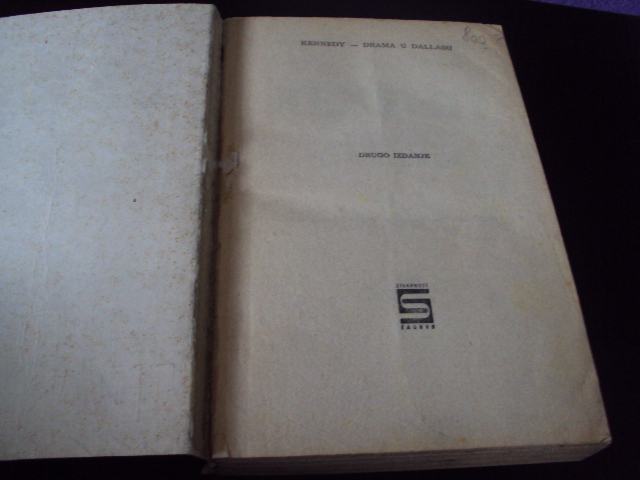 800
KENNEDY — DRAMA U DALLASU
DRUGO IZDANJE
STVARNOST
S
ZAGREB